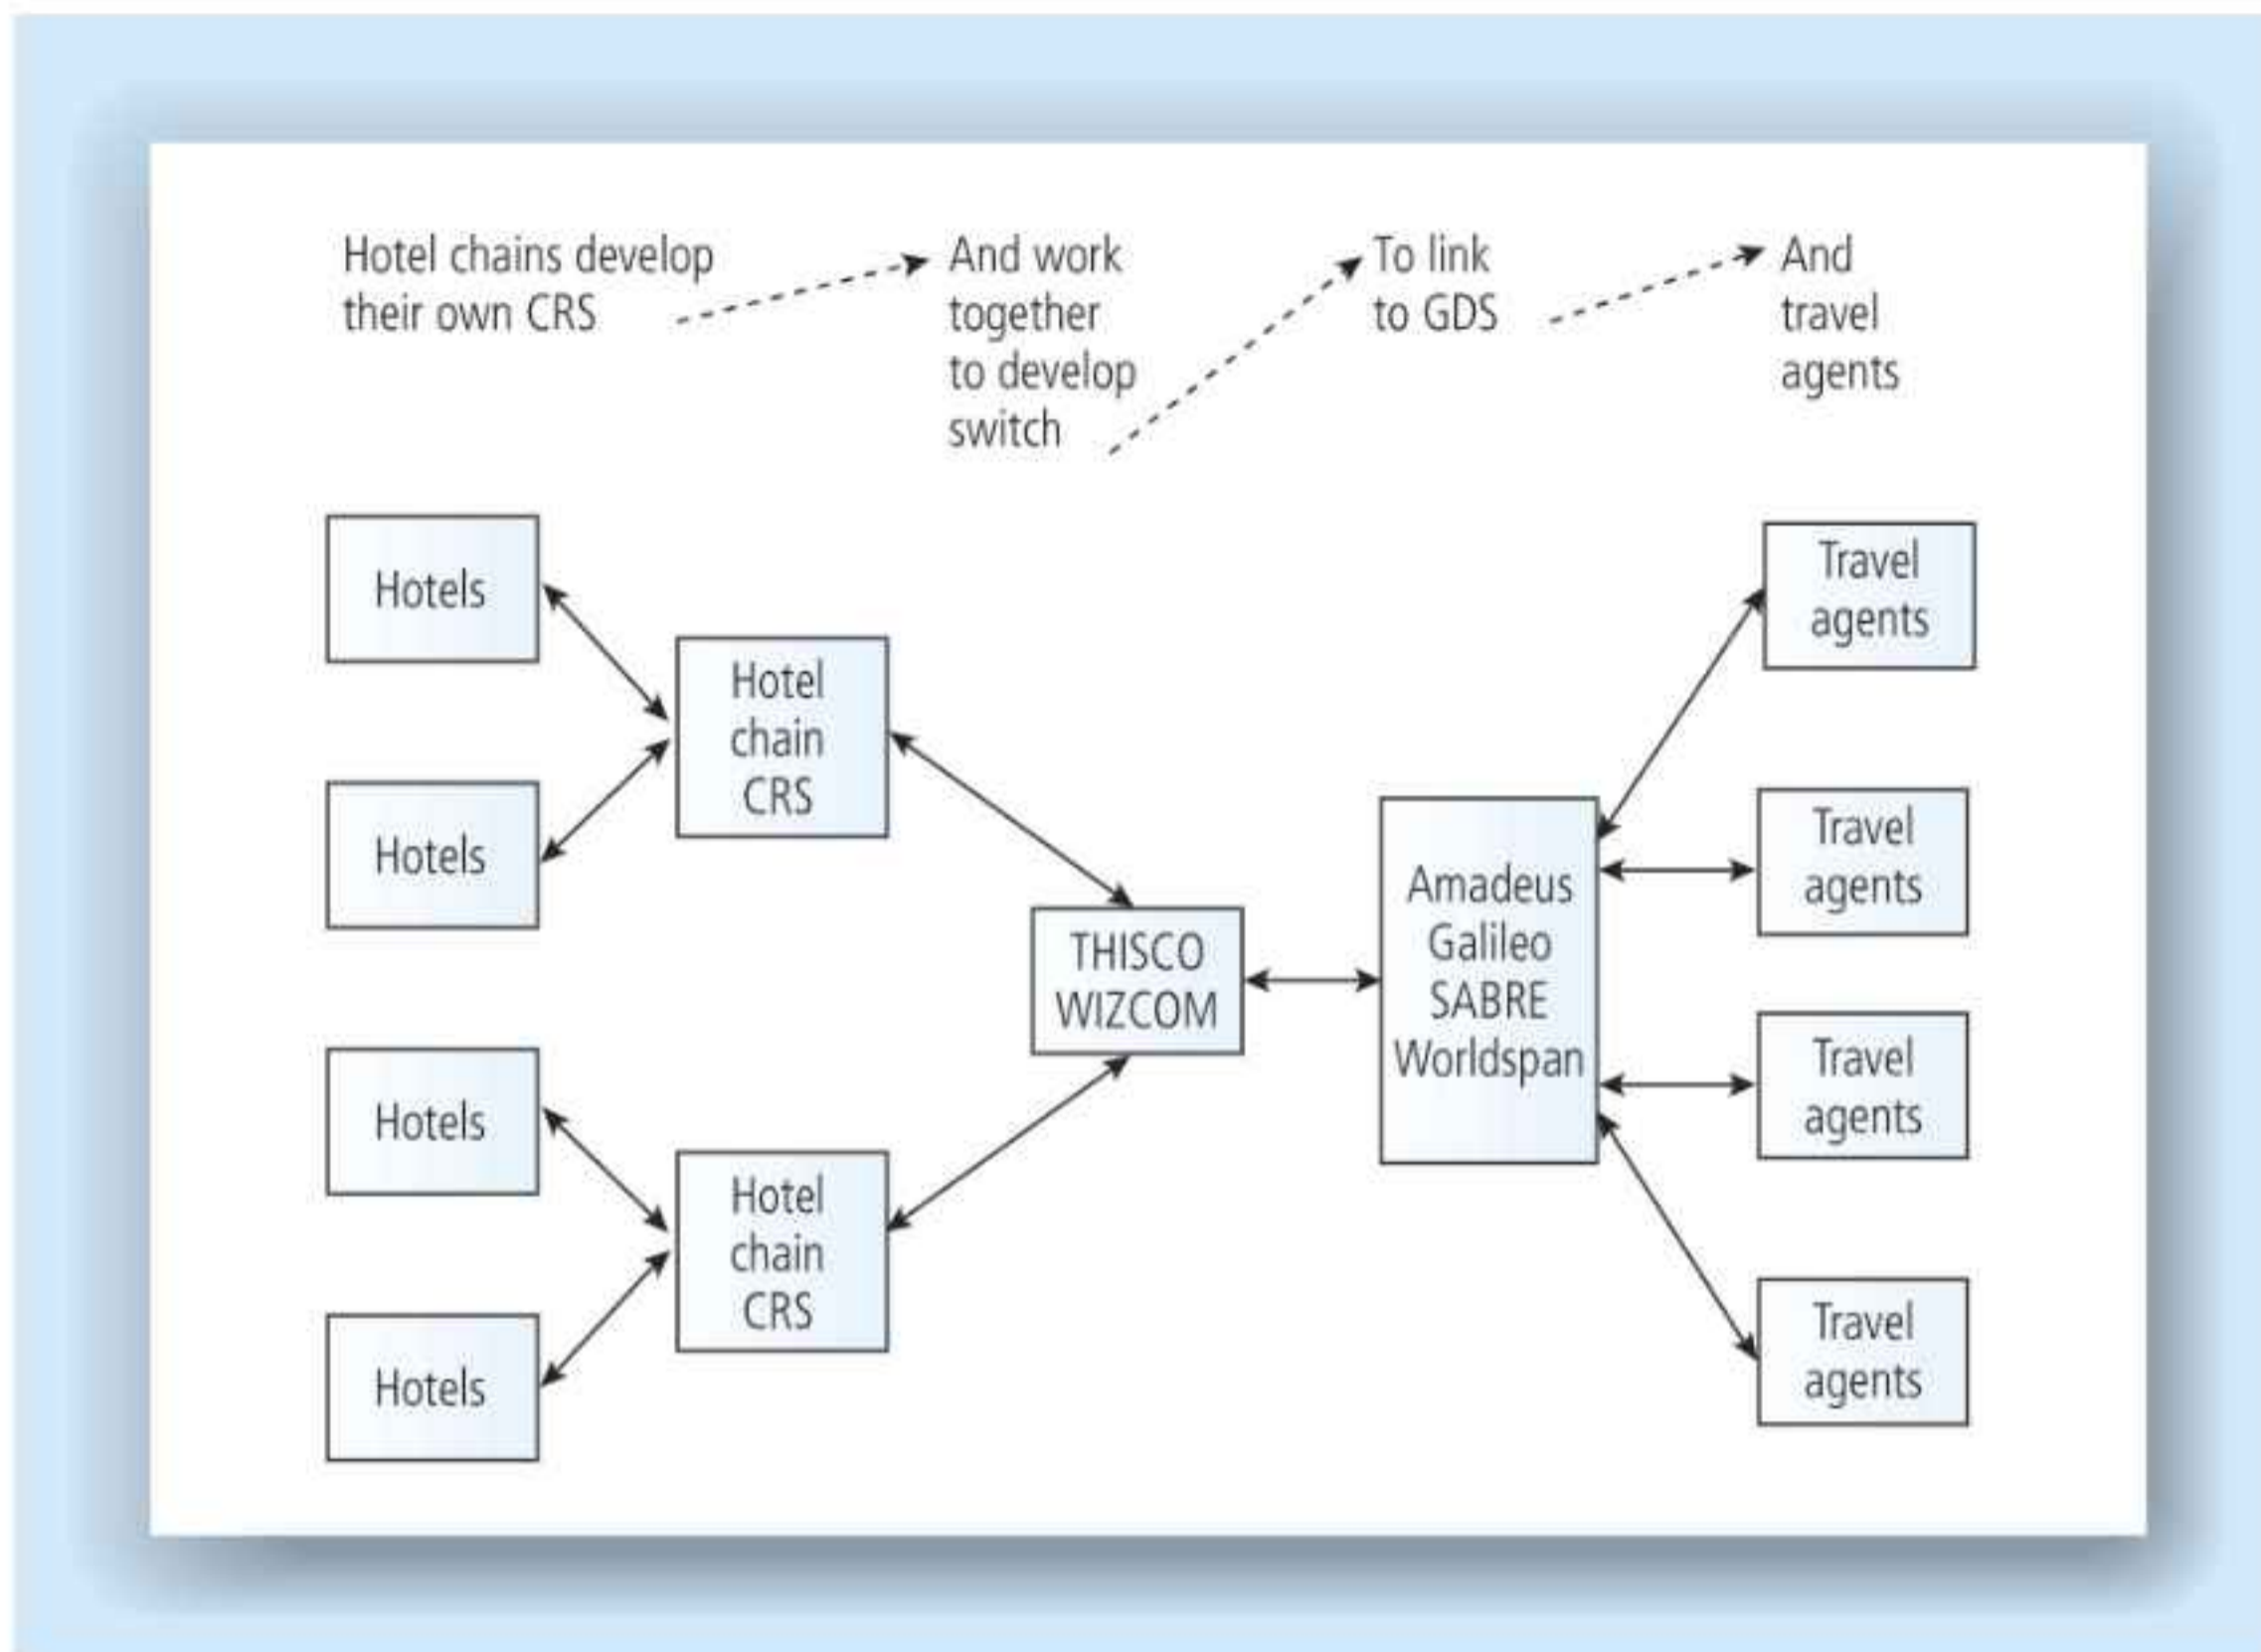 Hotel chains develop
their own CRS
And work
together
to develop
switch
To link
to GDS
And
travel
agents
Hotels
Hotels
Hotels
Hotels
Hotel
chain
CRS
Hotel
chain
CRS
THISCO
WIZCOM
Amadeus
Galileo
SABRE
Worldspan
Travel
agents
Travel
agents
Travel
agents
Travel
agents